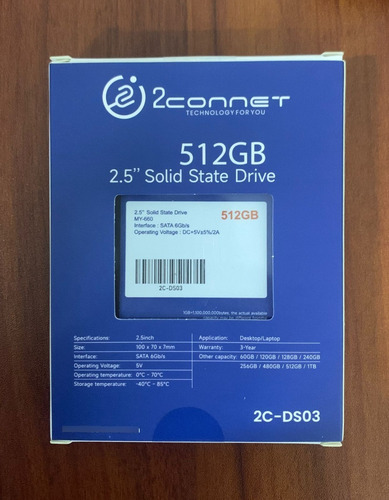 2CONNET
TECHNOLOGY FOR YOU
512GB
2.5" Solid State Drive
2.5" Solid State Drive 512GB
MY-660
Interface : SATA 6Gb/s
Operating Voltage : DC+5V±5%/2A
2C-DS03
the actual available
Specifications: 2.5inch
Size: 100 x 70 x 7mm
Interface: SATA 6Gb/s
Operating Voltage: 5V
Operating temperature: 0°C - 70°C
Storage temperature: -40°C - 85°C
Application: Desktop/Laptop
Warranty: 3-Year
Other capacity: 60GB / 120GB / 128GB / 240GB
256GB / 480GB / 512GB / 1TB
2C-DS03